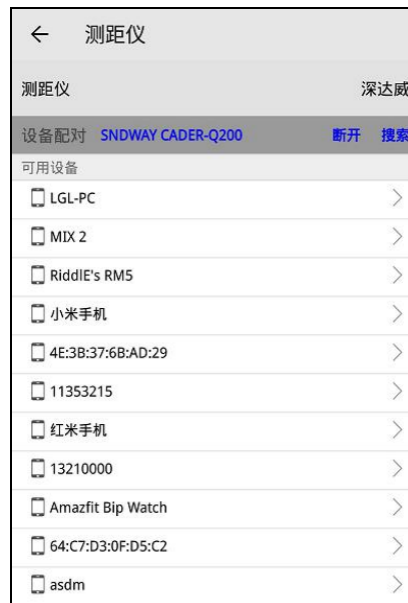 测距仪
测距仪 深达威
设备配对 SNDWAY CADER-Q200 断开 搜索
可用设备
LGL-PC
MIX 2
RiddlE's RM5
小米手机
4E:3B:37:6B:AD:29
11353215
红米手机
13210000
Amazfit Bip Watch
64:C7:D3:0F:D5:C2
asdm